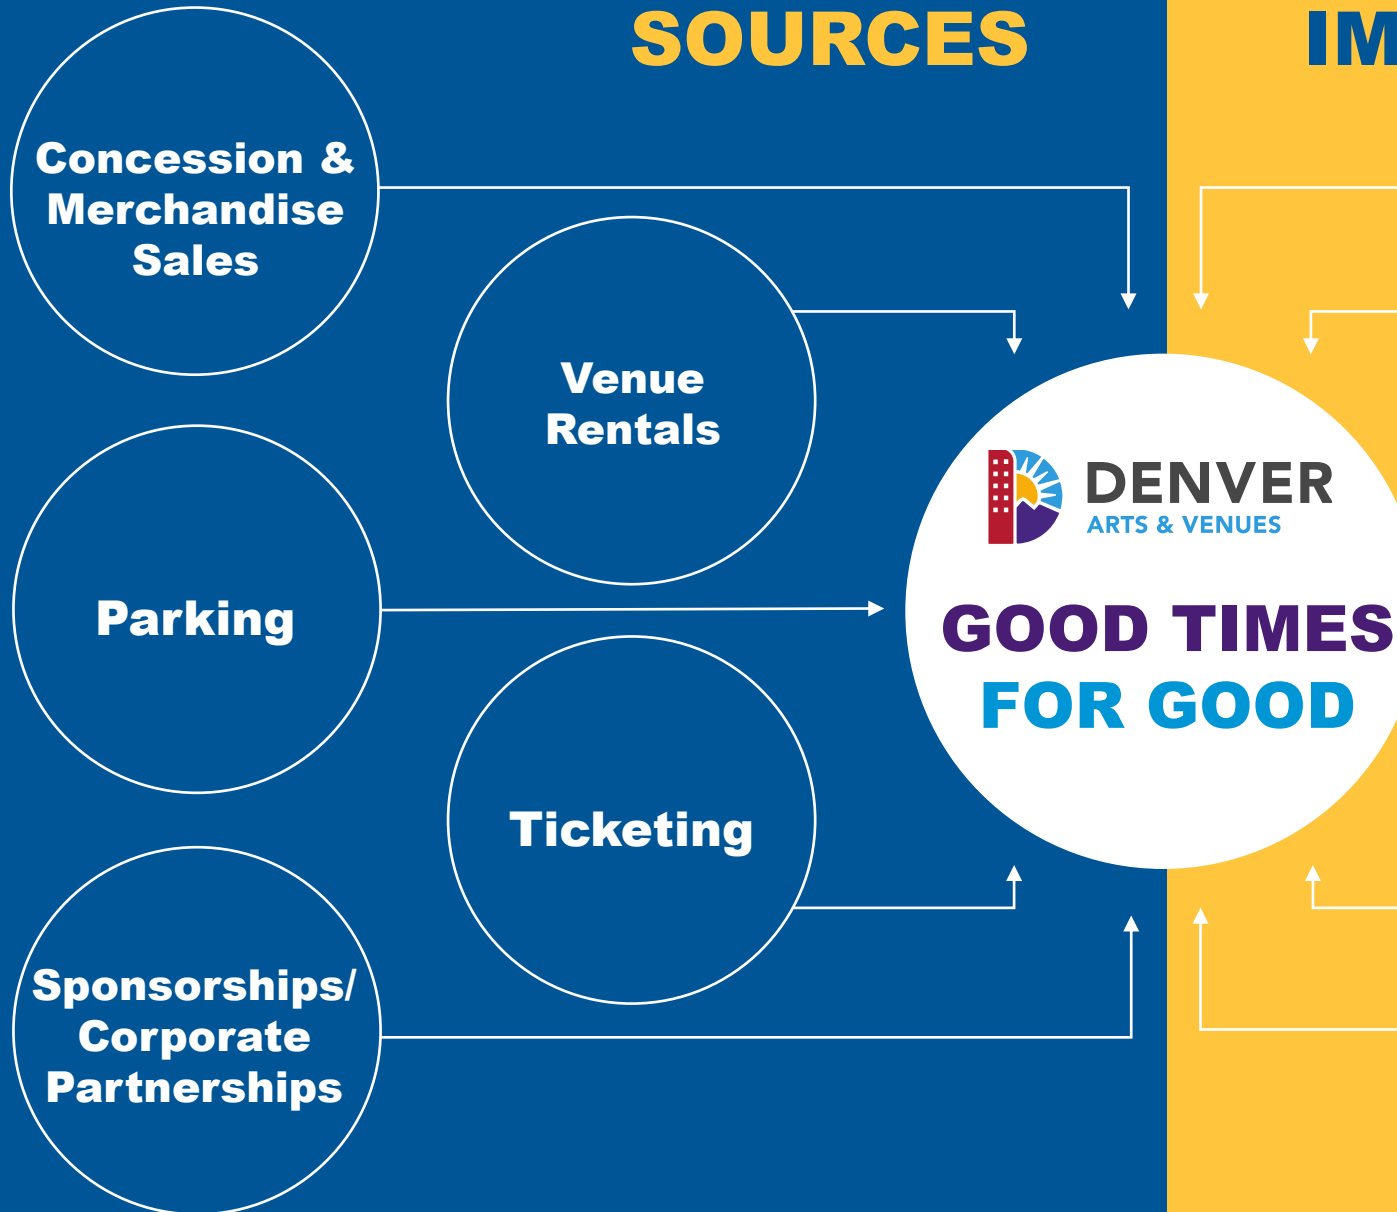 SOURCES
Concession &
Merchandise
Sales
Venue
Rentals
Parking
Ticketing
Sponsorships/
Corporate
Partnerships
DENVER
ARTS & VENUES
GOOD TIMES
FOR GOOD
IM